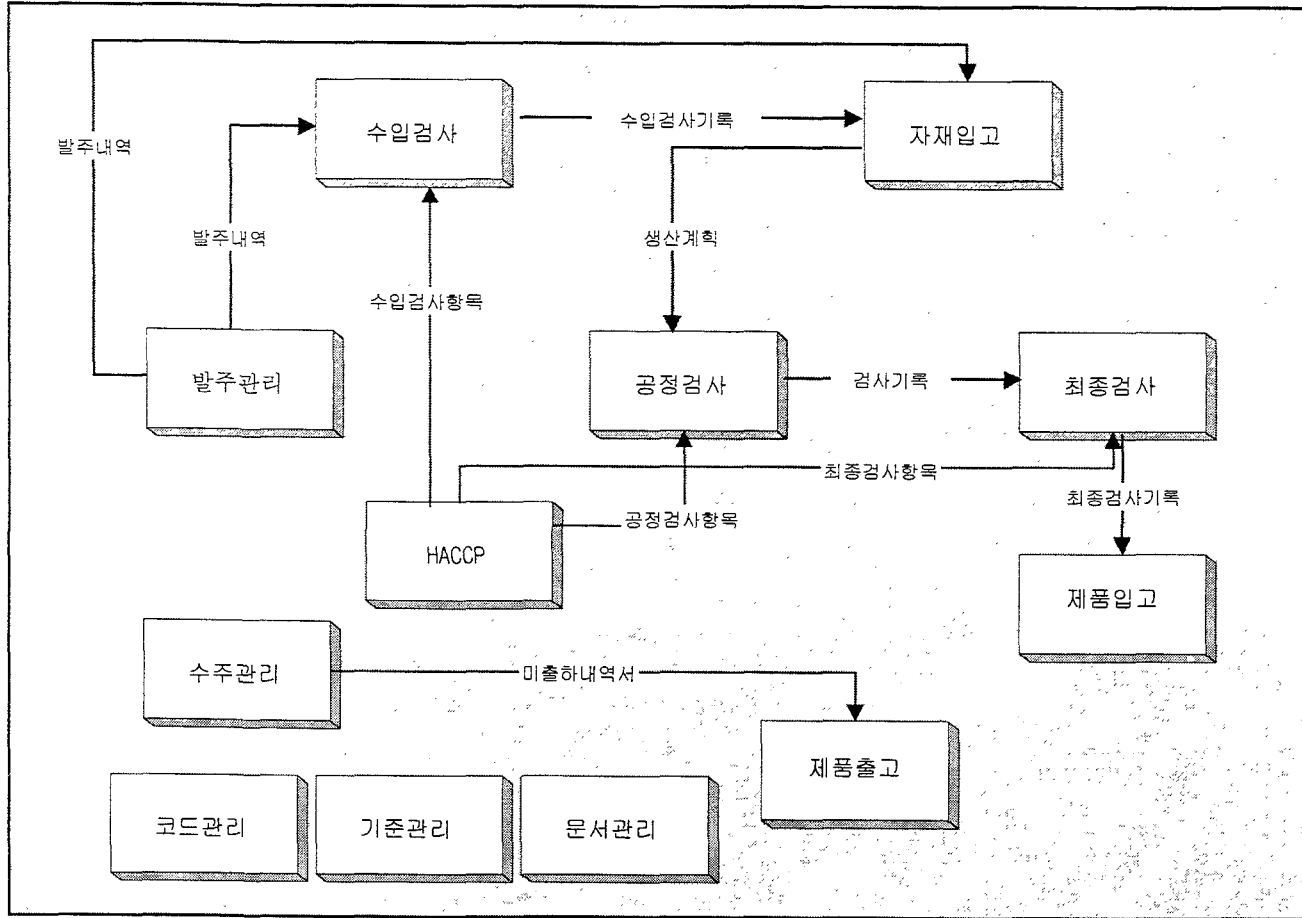 발주내역
수입검사
수입검사기록
자재입고
발주내역
생산계획
수입검사항목
발주관리
공정검사
검사기록
최종검사
최종검사항목
최종검사기록
공정검사항목
HACCP
제품입고
수주관리
미출하내역서
제품출고
코드관리
기준관리
문서관리